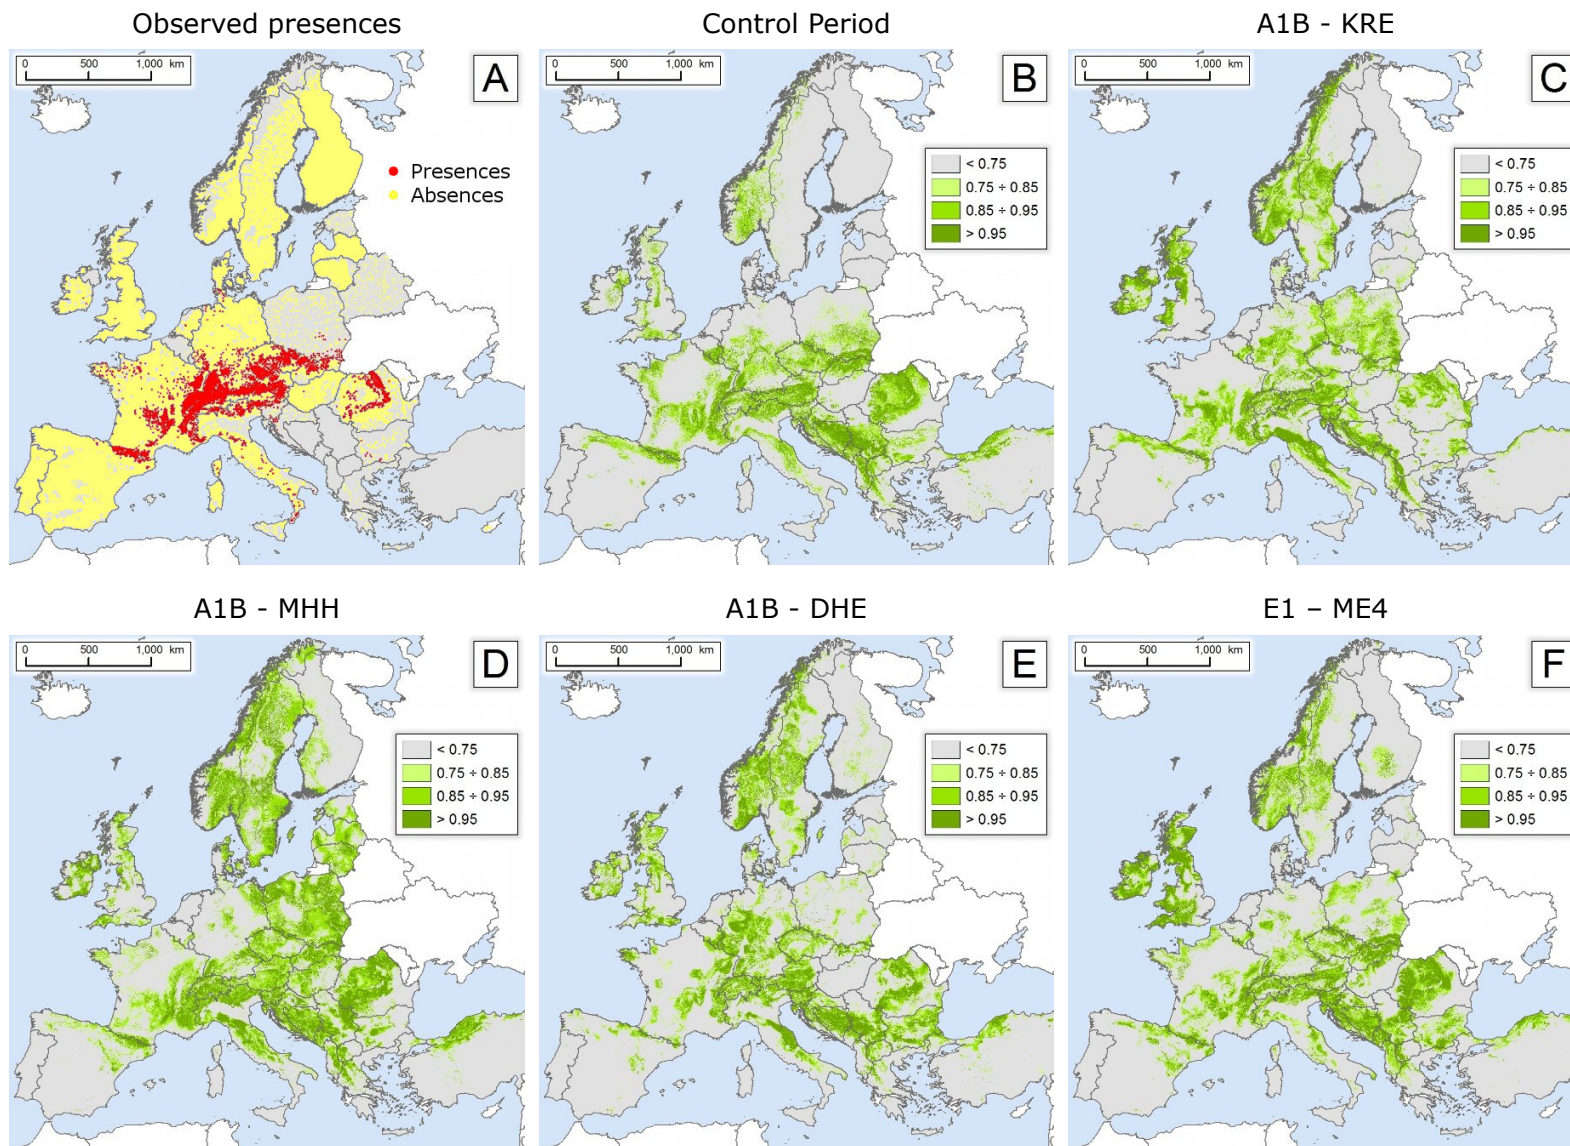 Observed presences
Control Period
A1B - KRE
0 500 1,000 km
A
Presences
Absences
0 500 1,000 km
B
< 0.75
0.75 ÷ 0.85
0.85 ÷ 0.95
> 0.95
0 500 1,000 km
C
< 0.75
0.75 ÷ 0.85
0.85 ÷ 0.95
> 0.95
A1B - MHH
A1B - DHE
E1 – ME4
0 500 1,000 km
D
< 0.75
0.75 ÷ 0.85
0.85 ÷ 0.95
> 0.95
0 500 1,000 km
E
< 0.75
0.75 ÷ 0.85
0.85 ÷ 0.95
> 0.95
0 500 1,000 km
F
< 0.75
0.75 ÷ 0.85
0.85 ÷ 0.95
> 0.95